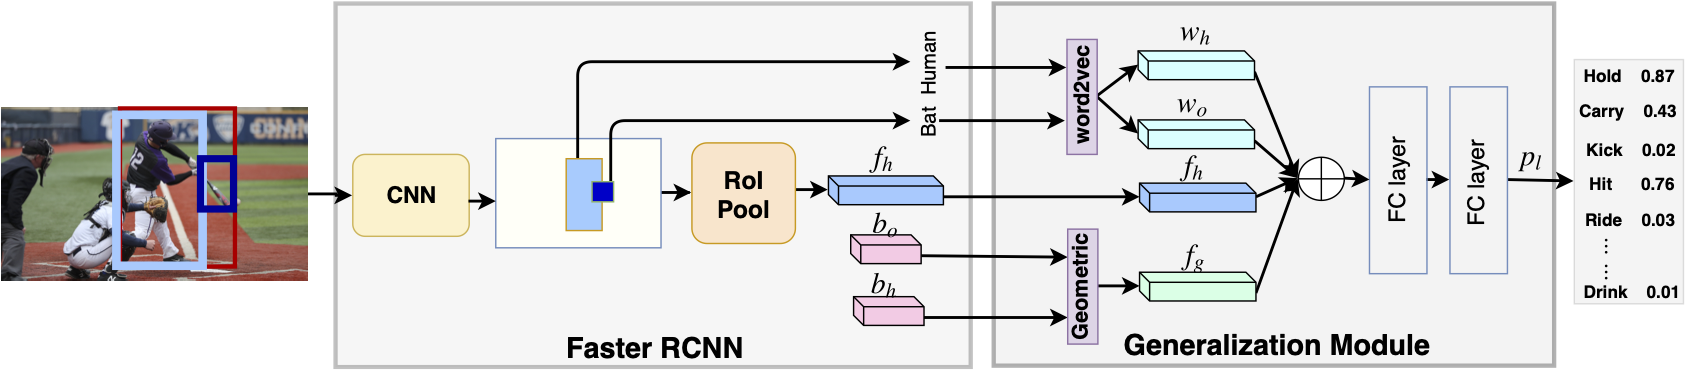 CNN
RoI
Pool
Human
Bat
f_h
b_o
b_h
Faster RCNN
word2vec
Geometric
w_h
w_o
f_h
f_g
FC layer
FC layer
Generalization Module
p_l
Hold 0.87
Carry 0.43
Kick 0.02
Hit 0.76
Ride 0.03
Drink 0.01
12
CHAM